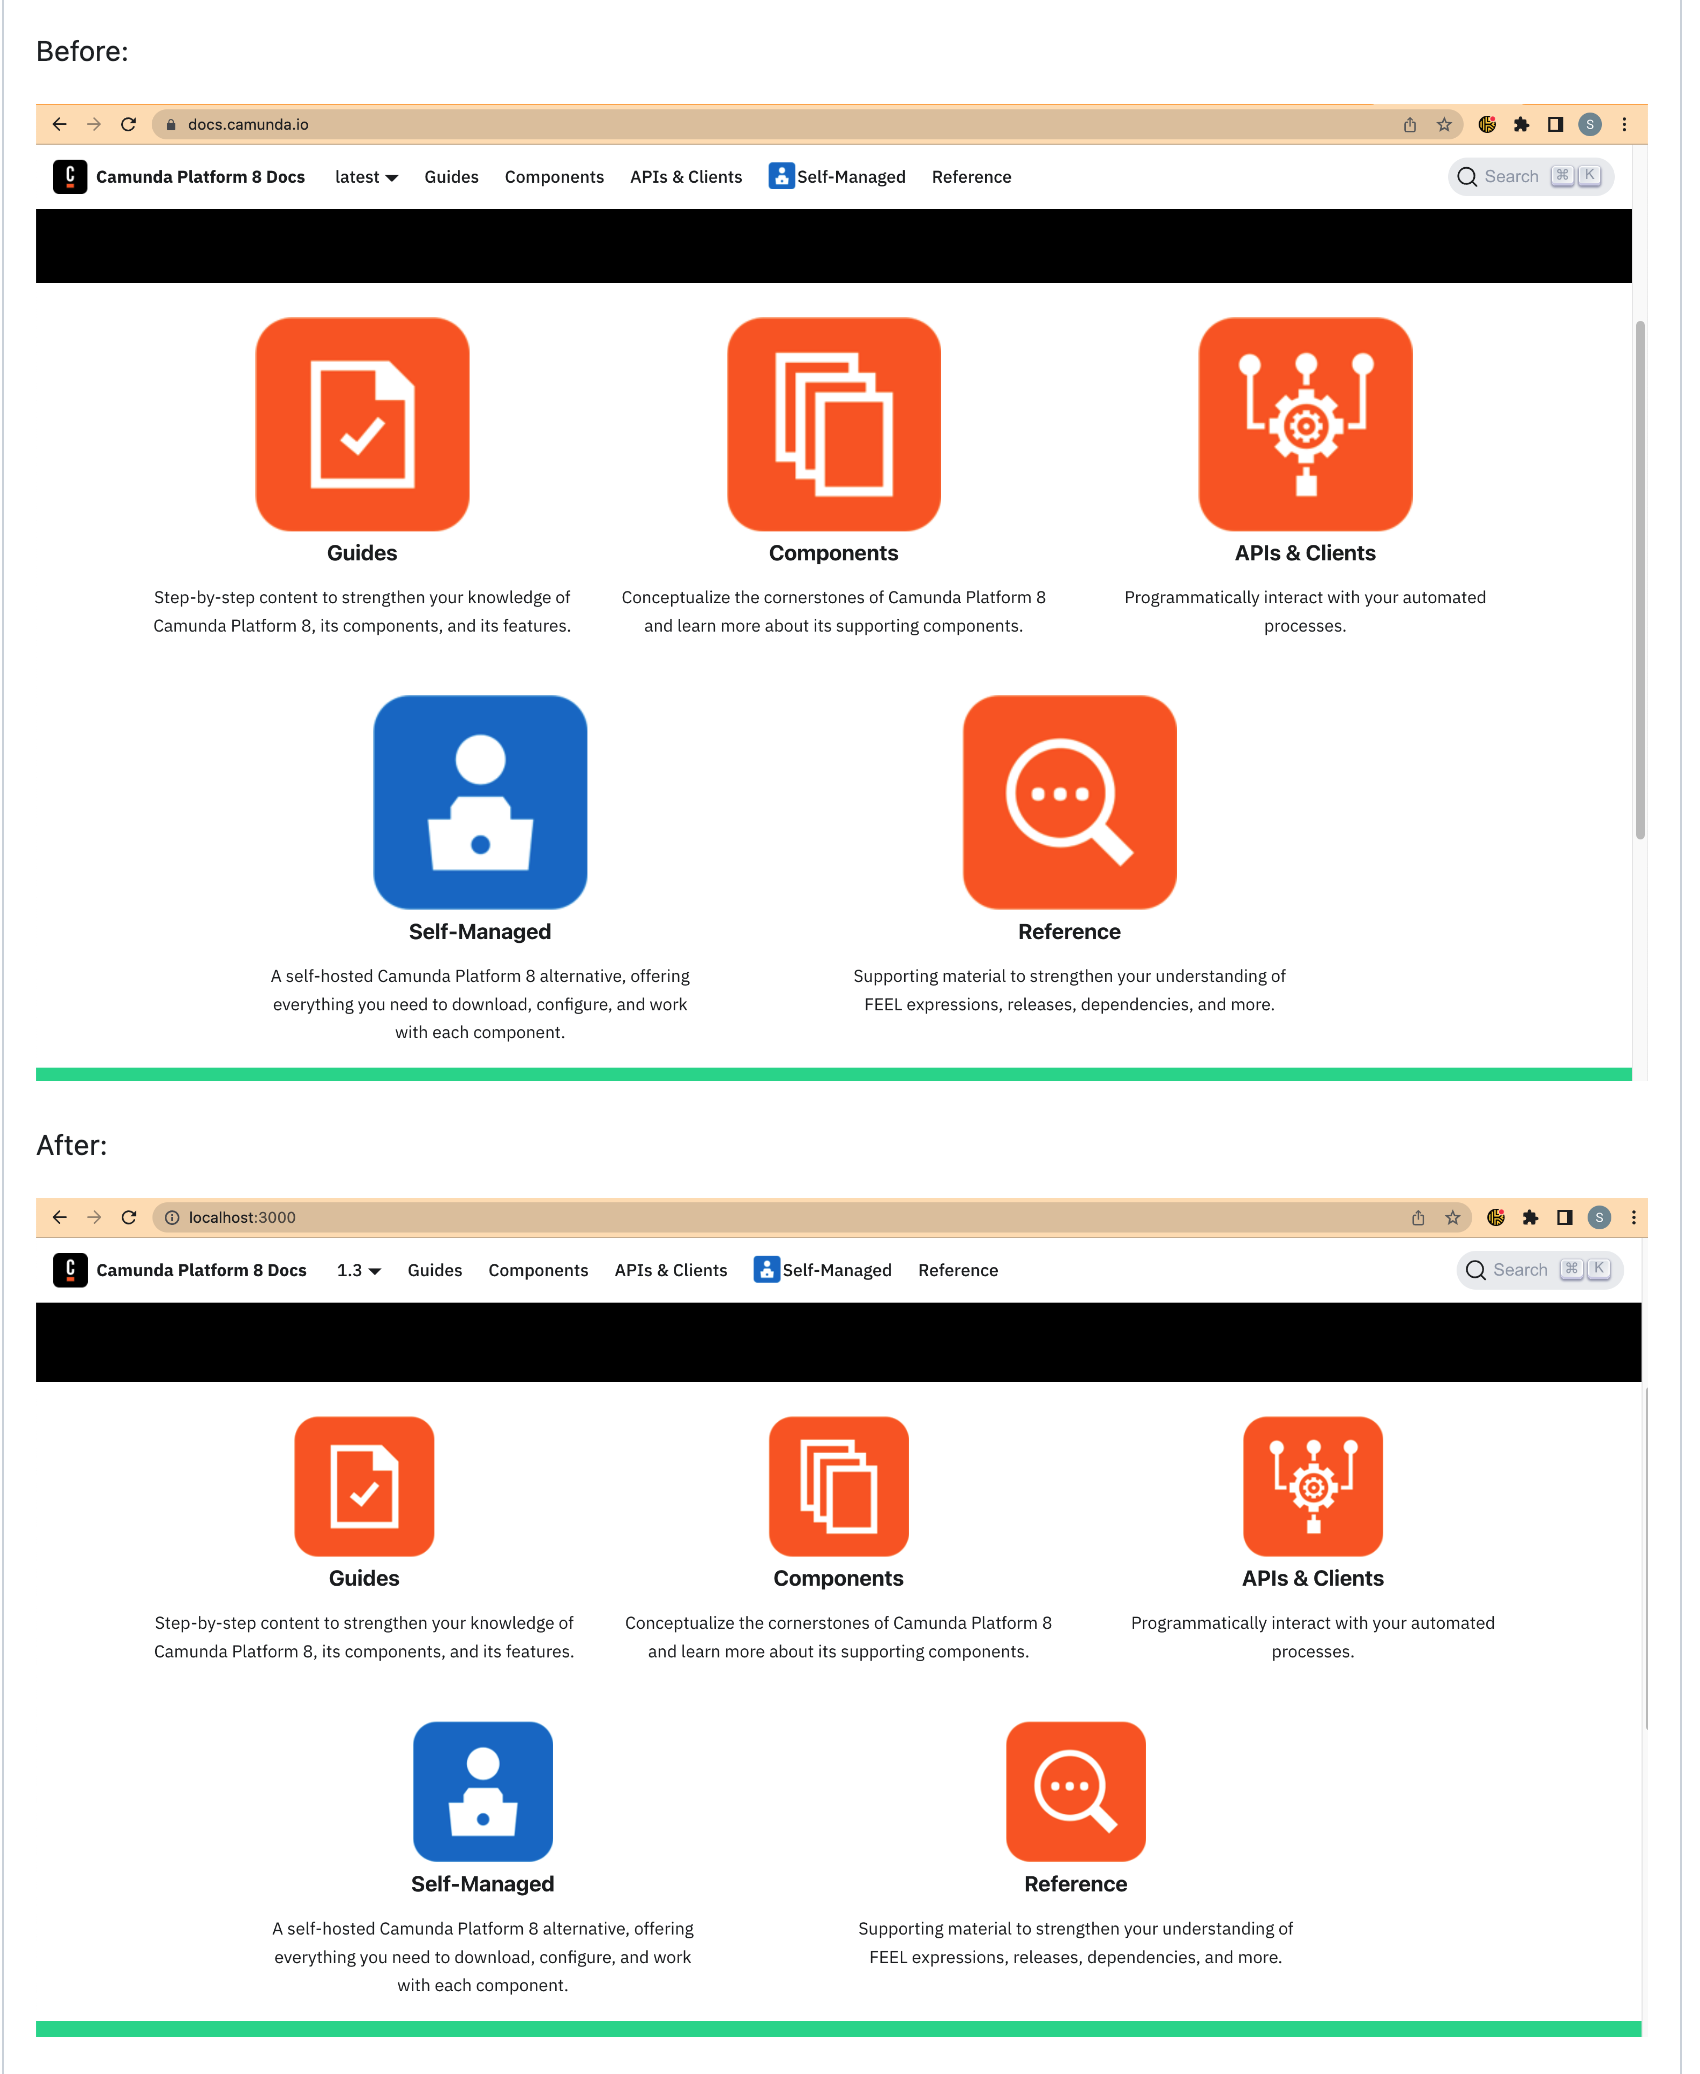 Before:
docs.camunda.io
S
C Camunda Platform 8 Docs latest Guides Components APIs & Clients Self-Managed Reference Search ⌘ K
Guides Components APIs & Clients
Step-by-step content to strengthen your knowledge of Conceptualize the cornerstones of Camunda Platform 8 Programmatically interact with your automated
Camunda Platform 8, its components, and its features. and learn more about its supporting components. processes.
Self-Managed Reference
A self-hosted Camunda Platform 8 alternative, offering Supporting material to strengthen your understanding of
everything you need to download, configure, and work FEEL expressions, releases, dependencies, and more.
with each component.
After:
localhost:3000
S
C Camunda Platform 8 Docs 1.3 Guides Components APIs & Clients Self-Managed Reference Search ⌘ K
Guides Components APIs & Clients
Step-by-step content to strengthen your knowledge of Conceptualize the cornerstones of Camunda Platform 8 Programmatically interact with your automated
Camunda Platform 8, its components, and its features. and learn more about its supporting components. processes.
Self-Managed Reference
A self-hosted Camunda Platform 8 alternative, offering Supporting material to strengthen your understanding of
everything you need to download, configure, and work FEEL expressions, releases, dependencies, and more.
with each component.